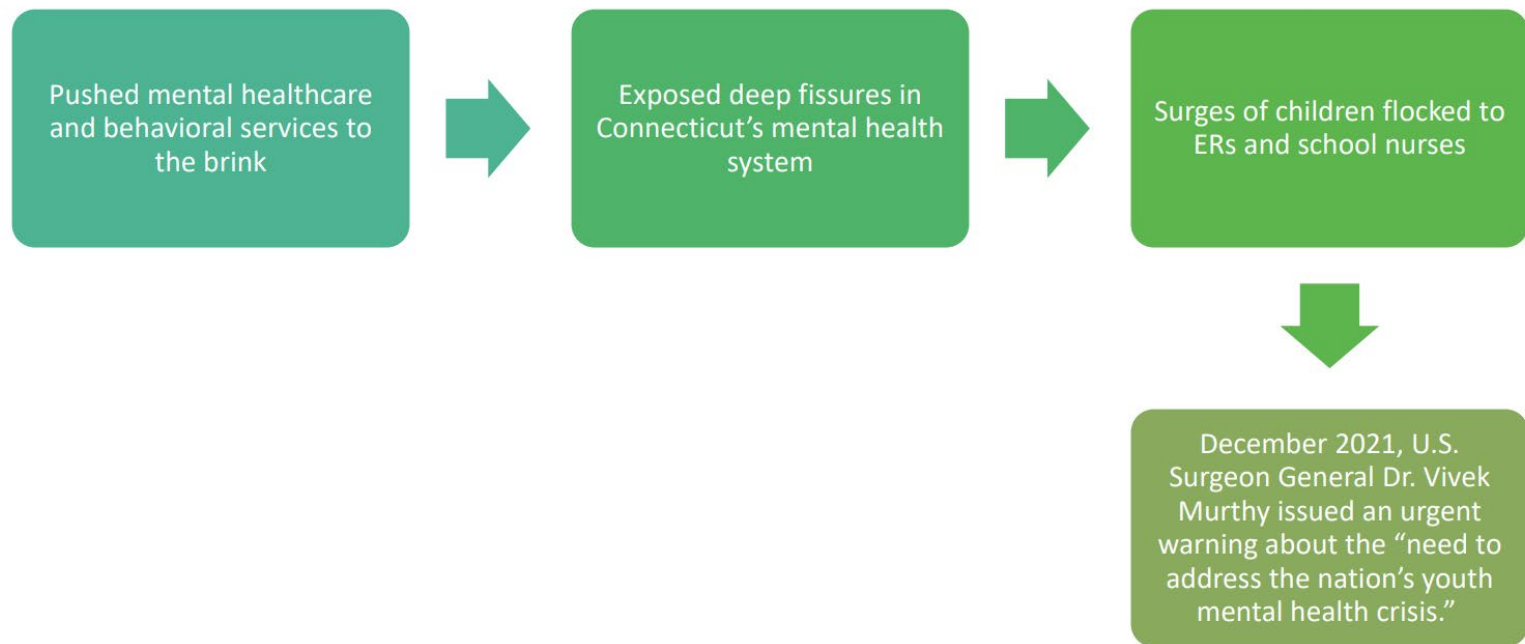 Pushed mental healthcare
and behavioral services to
the brink
Exposed deep fissures in
Connecticut’s mental health
system
Surges of children flocked to
ERs and school nurses
December 2021, U.S.
Surgeon General Dr. Vivek
Murthy issued an urgent
warning about the “need to
address the nation’s youth
mental health crisis.”